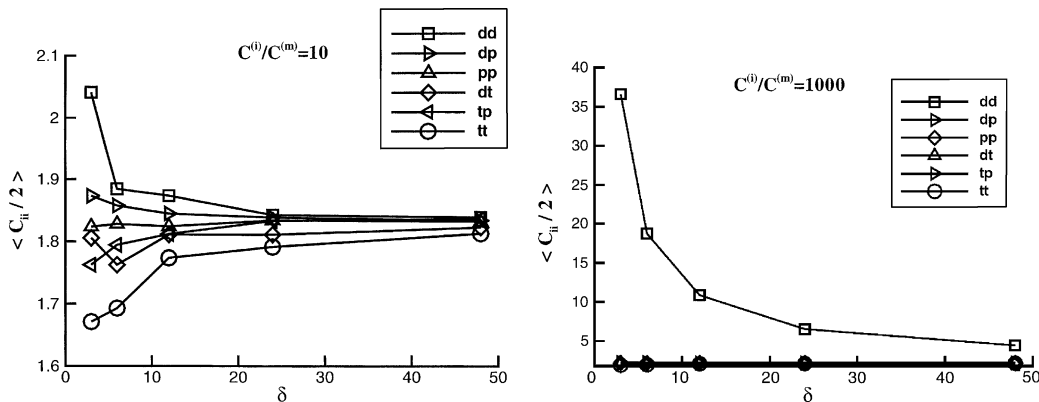 C(i)/C(m)=10
dd
dp
pp
dt
tp
tt
2.1
2
1.9
1.8
1.7
1.6
< Cii / 2 >
0
10
20
30
40
50
δ
C(i)/C(m)=1000
dd
dp
pp
dt
tp
tt
40
35
30
25
20
15
10
5
< Cii / 2 >
0
10
20
30
40
50
δ